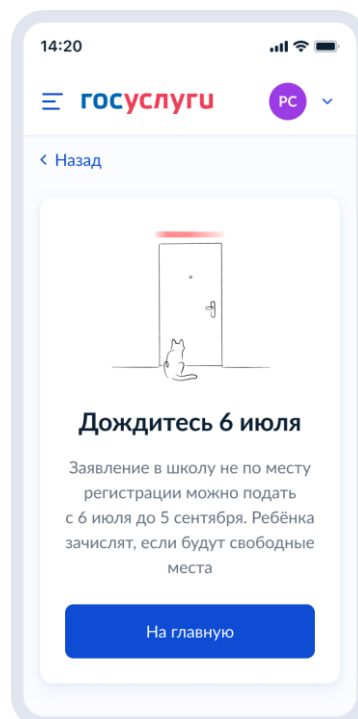 14:20
госуслуги
РС
Назад
Дождитесь 6 июля
Заявление в школу не по месту
регистрации можно подать
с 6 июля до 5 сентября. Ребёнка
зачислят, если будут свободные
места
На главную